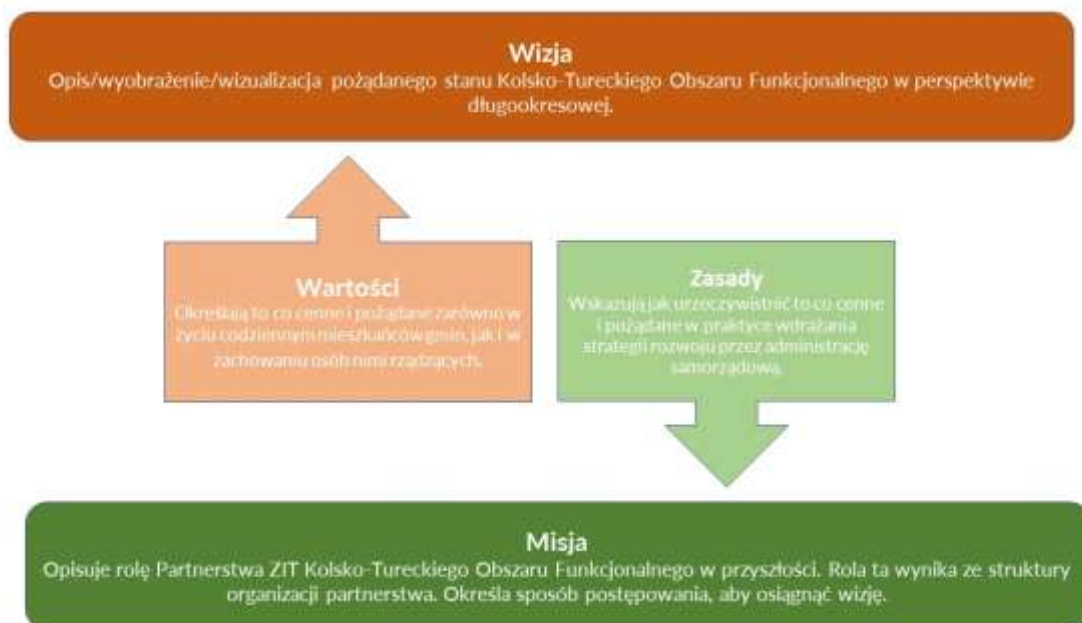 Wizja
Opis/wyobrażenie/wizualizacja pożądanego stanu Kolsko-Tureckiego Obszaru Funkcjonalnego w perspektywie
długookresowej.
Wartości
Określają to co cenne i pożądane zarówno w
życiu codziennym mieszkańców gmin, jak i w
zachowaniu osób nimi rządzących.
Zasady
Wskazują jak urzeczywistnić to co cenne
i pożądane w praktyce wdrażania
strategii rozwoju przez administrację
samorządową.
Misja
Opisuje rolę Partnerstwa ZIT Kolsko-Tureckiego Obszaru Funkcjonalnego w przyszłości. Rola ta wynika ze struktury
organizacji partnerstwa. Określa sposób postępowania, aby osiągnąć wizję.